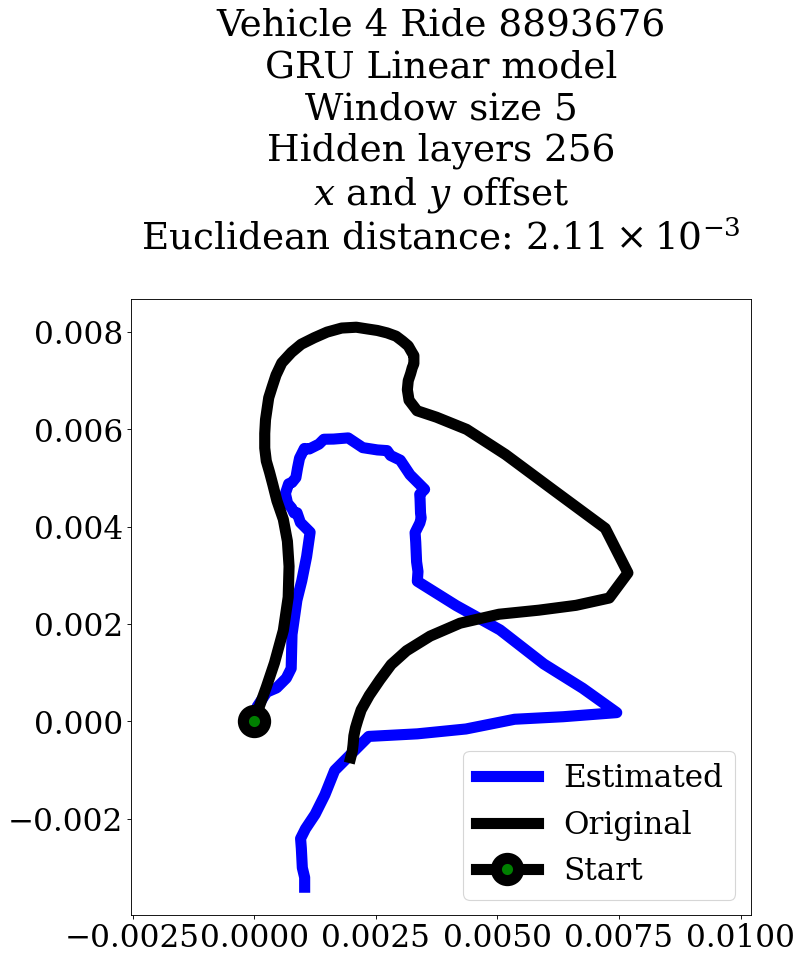 Vehicle 4 Ride 8893676
GRU Linear model
Window size 5
Hidden layers 256
x and y offset
Euclidean distance: 2.11 × 10⁻³
0.008
0.006
0.004
0.002
0.000
−0.002
Estimated
Original
Start
−0.0025 0.0000 0.0025 0.0050 0.0075 0.0100